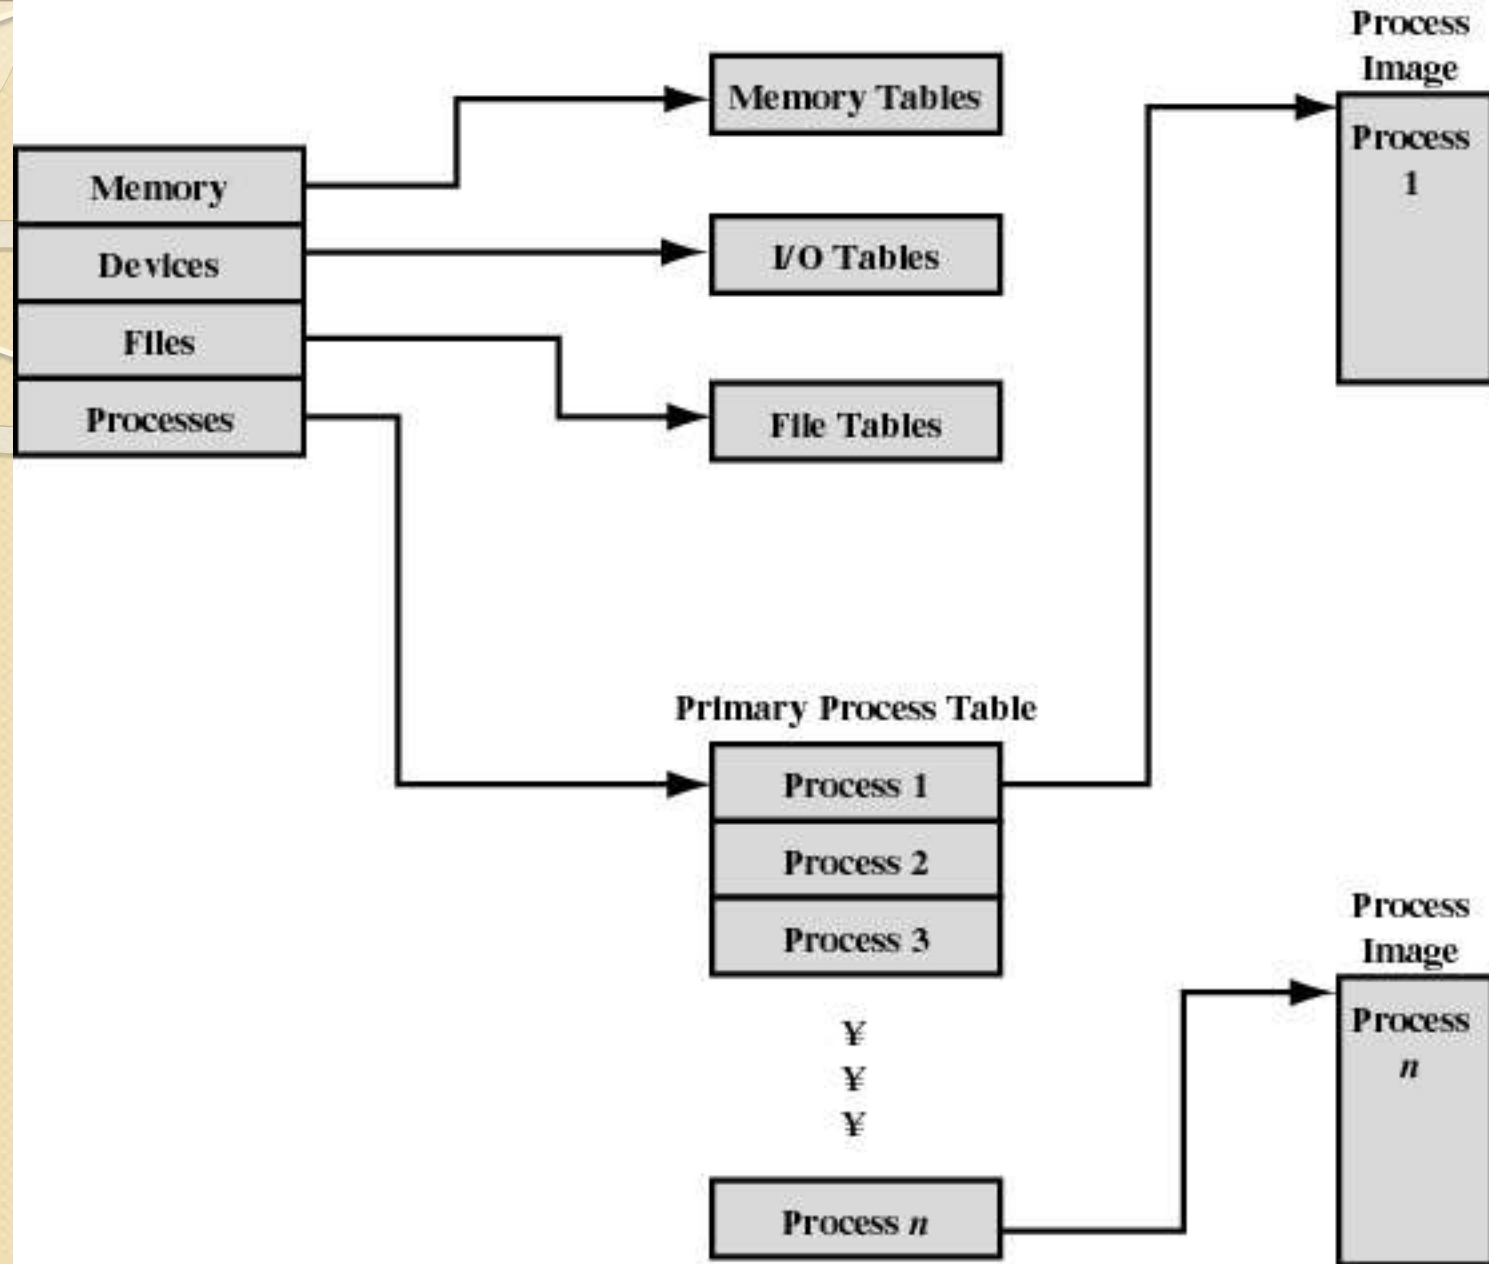 Memory
Devices
Files
Processes
Memory Tables
I/O Tables
File Tables
Primary Process Table
Process 1
Process 2
Process 3
¥
¥
¥
Process n
Process
Image
Process
1
Process
Image
Process
n